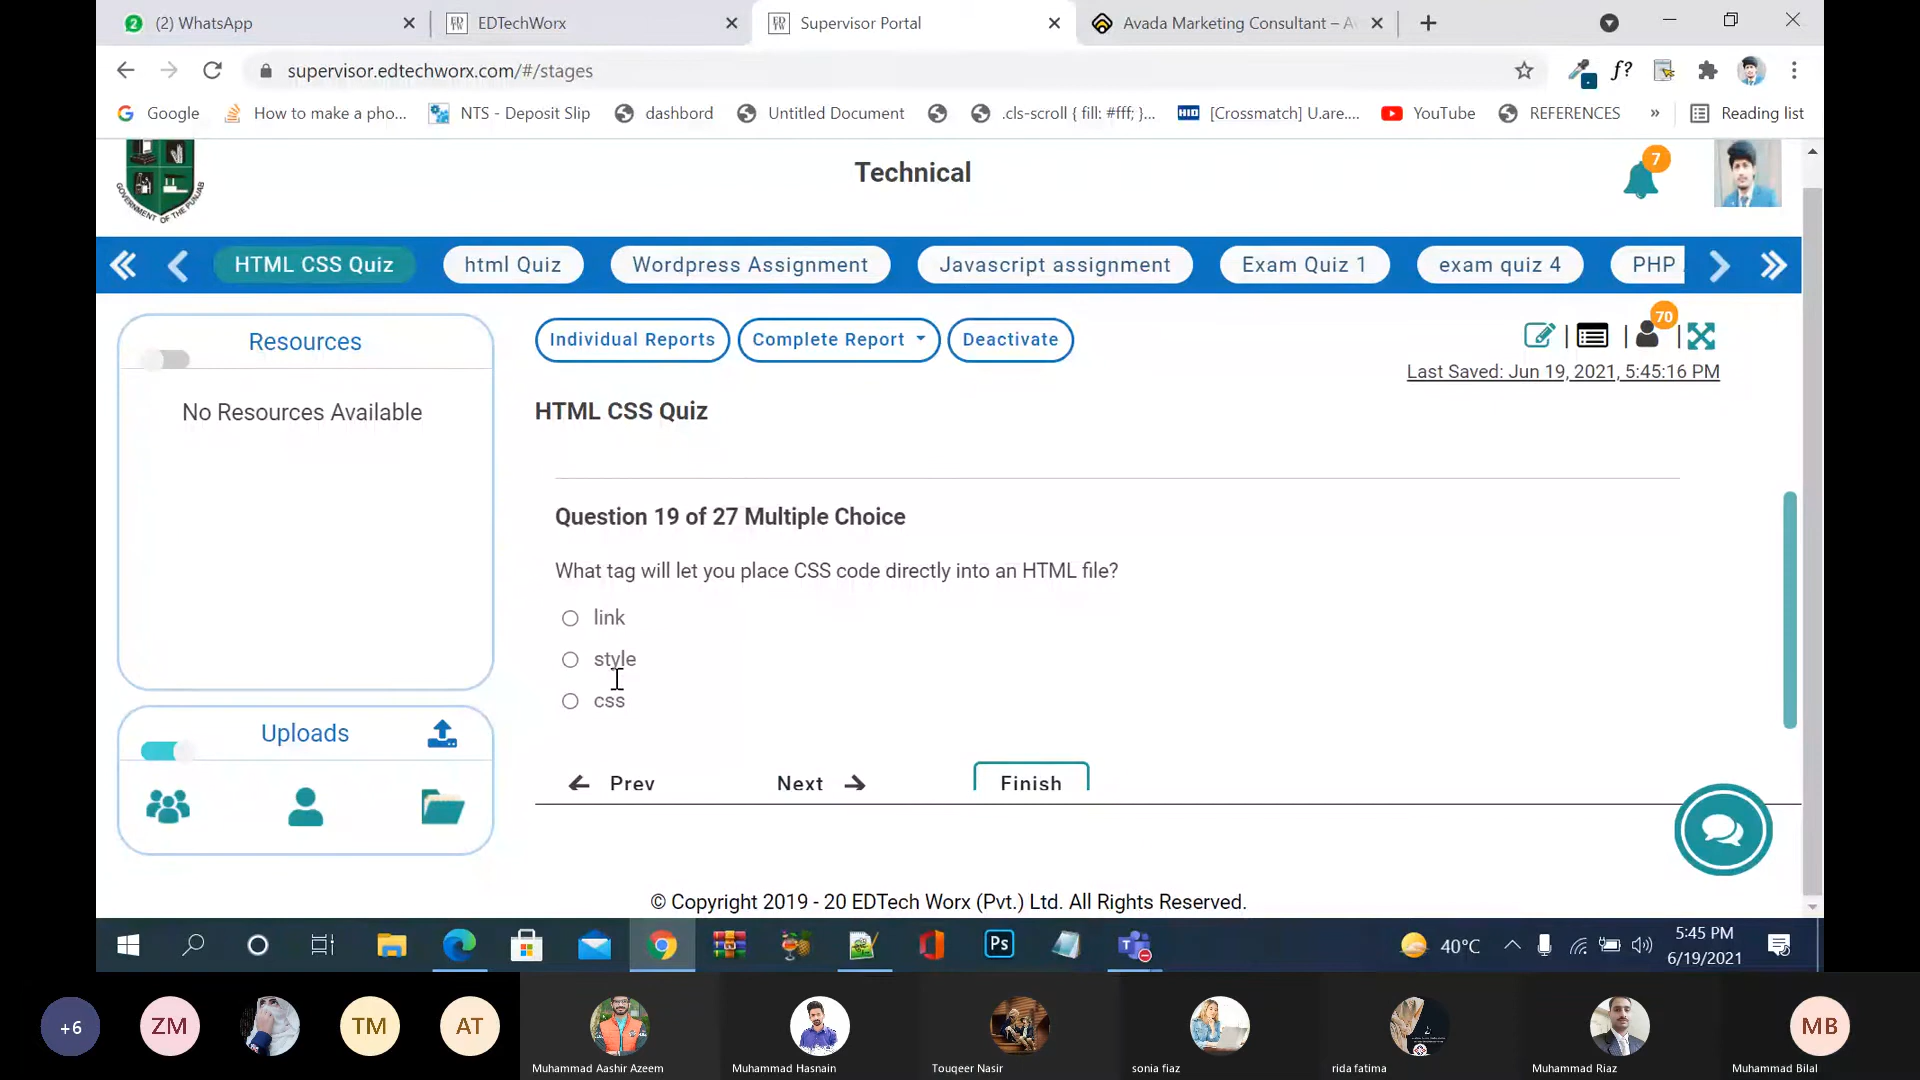 2 (2) WhatsApp
EDTechWorx
Supervisor Portal
Avada Marketing Consultant – A
supervisor.edtechworx.com/#/stages
f?
Google
How to make a pho...
NTS - Deposit Slip
dashbord
Untitled Document
.cls-scroll { fill: #fff; }...
HID
[Crossmatch] U.are....
YouTube
REFERENCES
»
Reading list
GOVERNMENT OF THE PUNJAB
Technical
7
HTML CSS Quiz
html Quiz
Wordpress Assignment
Javascript assignment
Exam Quiz 1
exam quiz 4
PHP
Resources
No Resources Available
Individual Reports
Complete Report
Deactivate
70
Last Saved: Jun 19, 2021, 5:45:16 PM
HTML CSS Quiz
Question 19 of 27 Multiple Choice
What tag will let you place CSS code directly into an HTML file?
link
style
css
Prev
Next
Finish
Uploads
© Copyright 2019 - 20 EDTech Worx (Pvt.) Ltd. All Rights Reserved.
Ps
40°C
5:45 PM
6/19/2021
+6
ZM
TM
AT
MB
Muhammad Aashir Azeem
Muhammad Hasnain
Touqeer Nasir
sonia fiaz
rida fatima
Muhammad Riaz
Muhammad Bilal